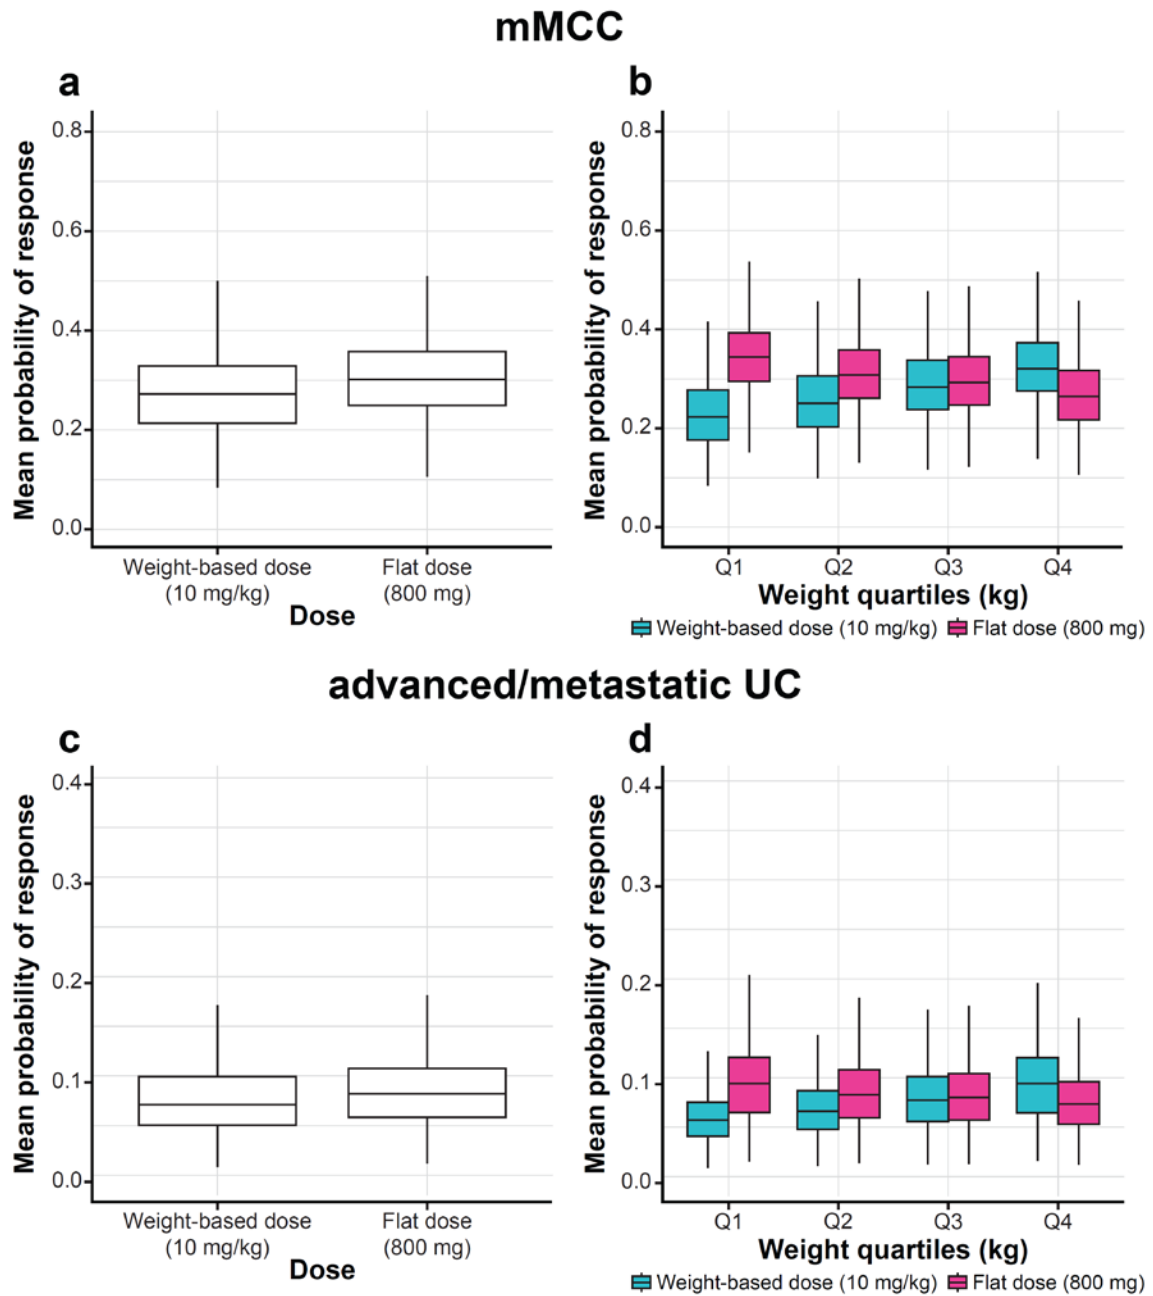 mMCC
a
Mean probability of response
0.8
0.6
0.4
0.2
0.0
Weight-based dose
(10 mg/kg)
Flat dose
(800 mg)
Dose
b
Mean probability of response
0.8
0.6
0.4
0.2
0.0
Q1 Q2 Q3 Q4
Weight quartiles (kg)
Weight-based dose (10 mg/kg) Flat dose (800 mg)
advanced/metastatic UC
c
Mean probability of response
0.4
0.3
0.2
0.1
0.0
Weight-based dose
(10 mg/kg)
Flat dose
(800 mg)
Dose
d
Mean probability of response
0.4
0.3
0.2
0.1
0.0
Q1 Q2 Q3 Q4
Weight quartiles (kg)
Weight-based dose (10 mg/kg) Flat dose (800 mg)